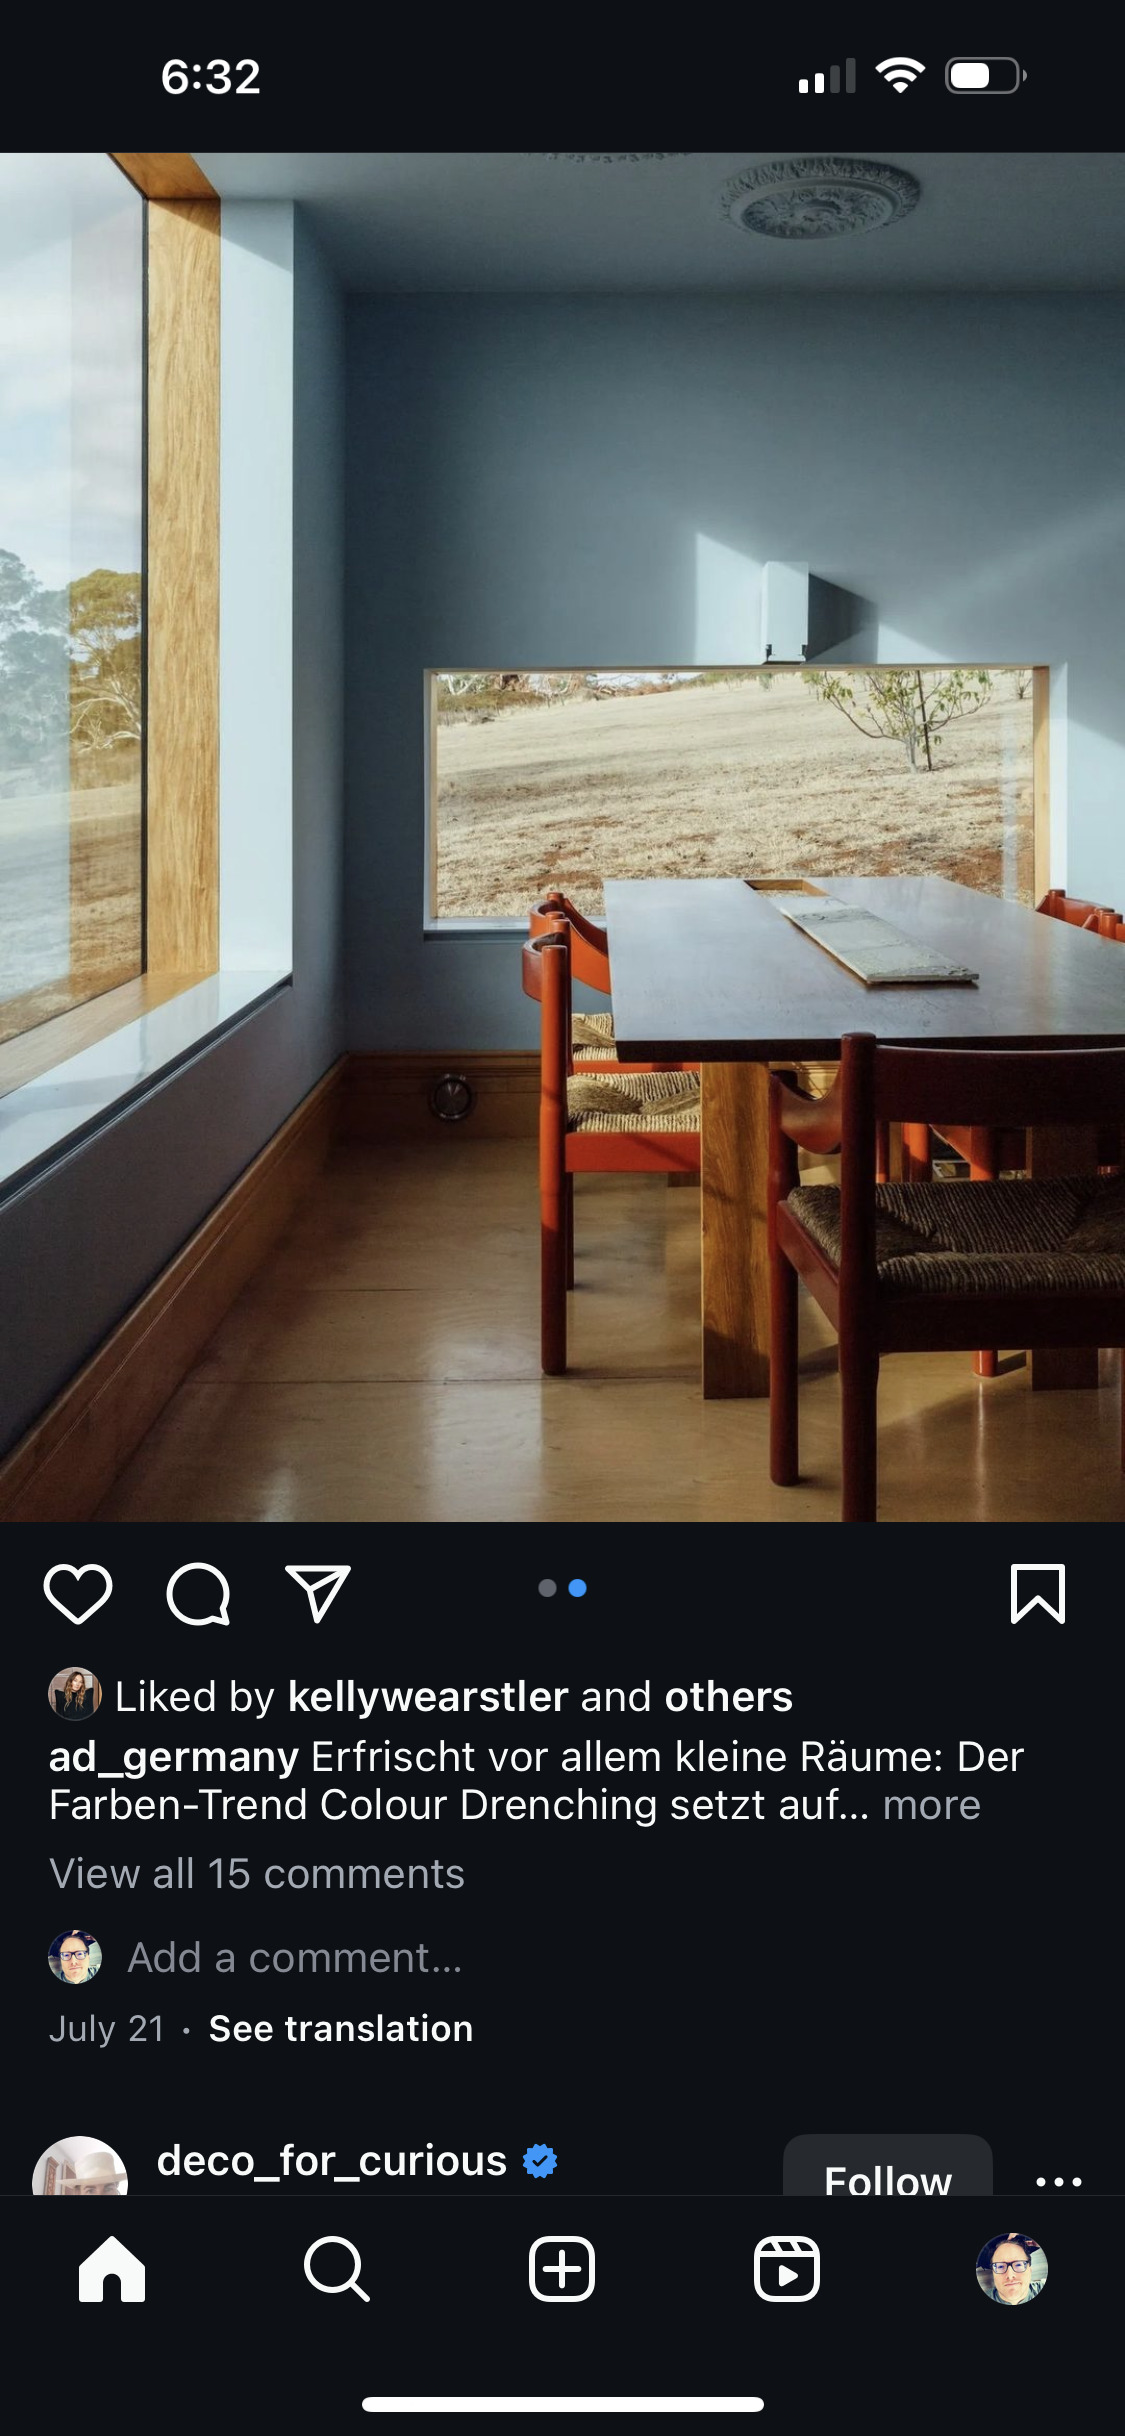 6:32
Liked by kellywearstler and others
ad_germany Erfrischt vor allem kleine Räume: Der
Farben-Trend Colour Drenching setzt auf... more
View all 15 comments
Add a comment...
July 21 • See translation
deco_for_curious
Follow